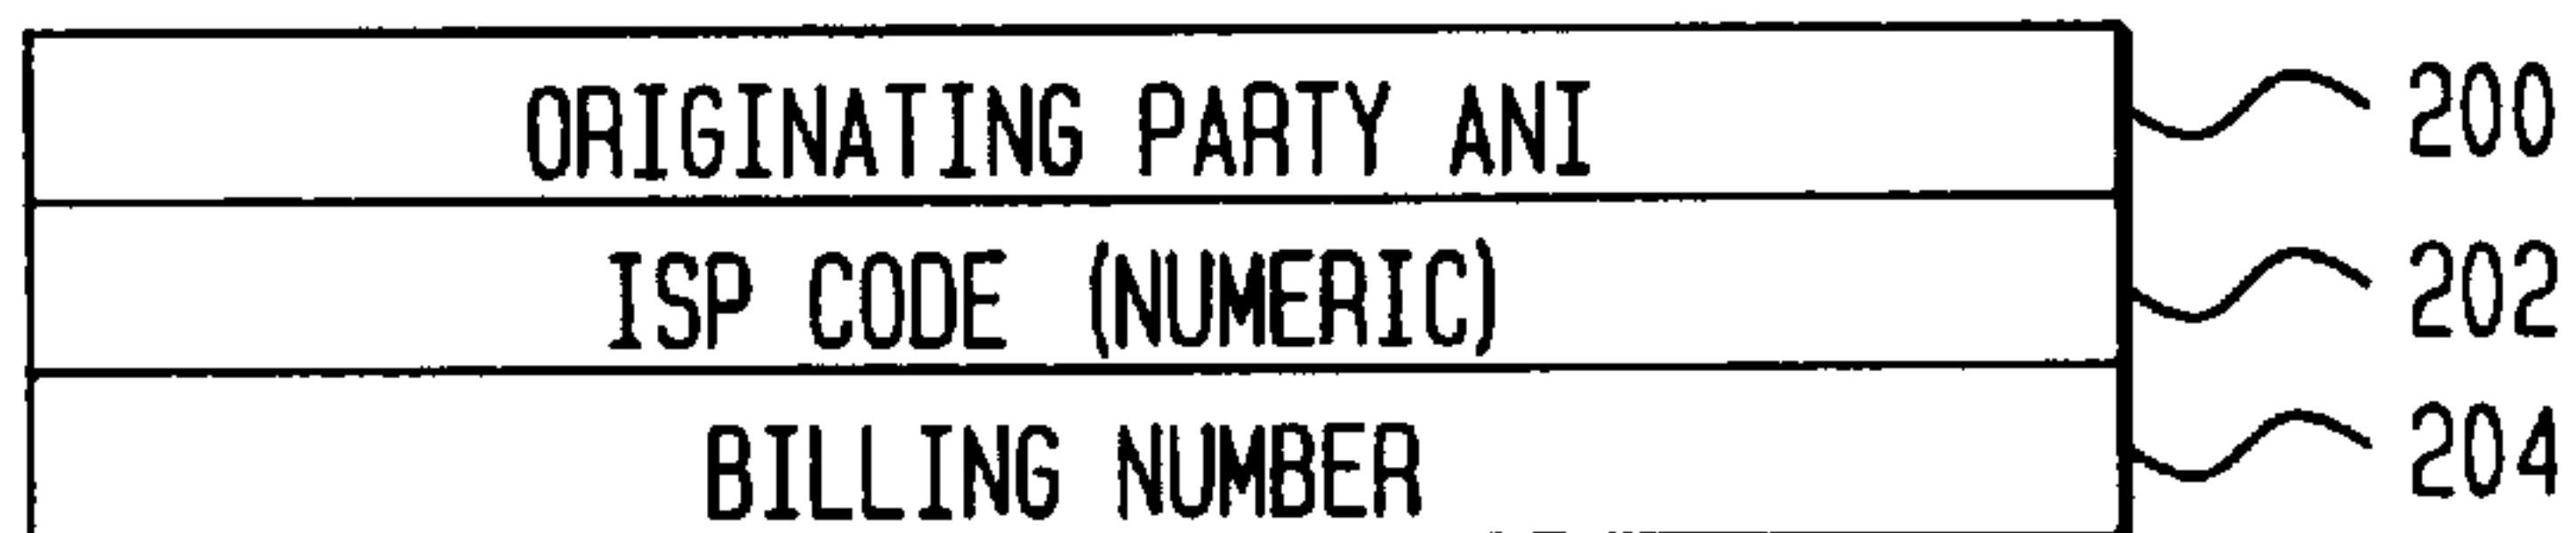 ORIGINATING PARTY ANI 200
ISP CODE (NUMERIC) 202
BILLING NUMBER 204